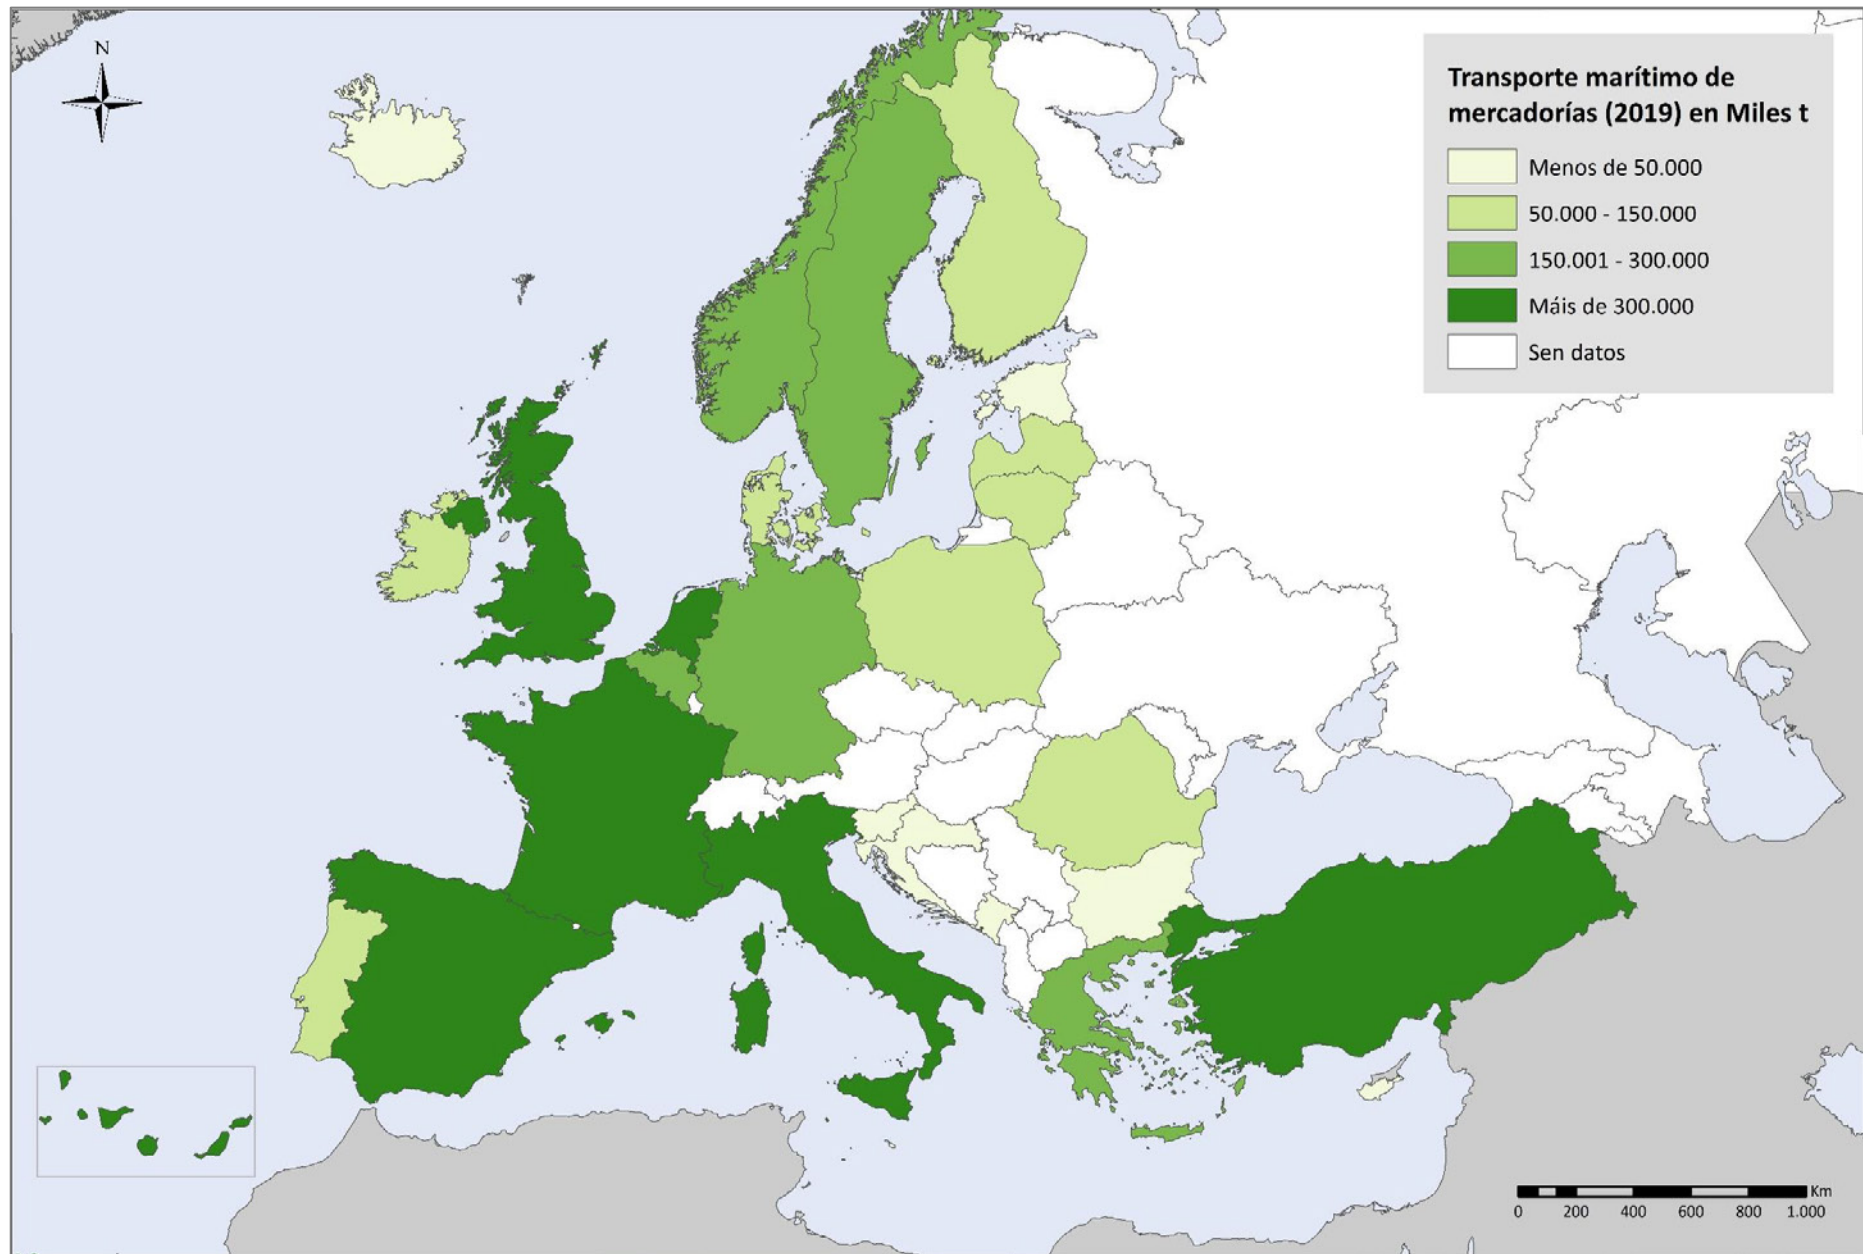 N
Transporte marítimo de
mercadorías (2019) en Miles t
Menos de 50.000
50.000 - 150.000
150.001 - 300.000
Máis de 300.000
Sen datos
Km
0 200 400 600 800 1.000